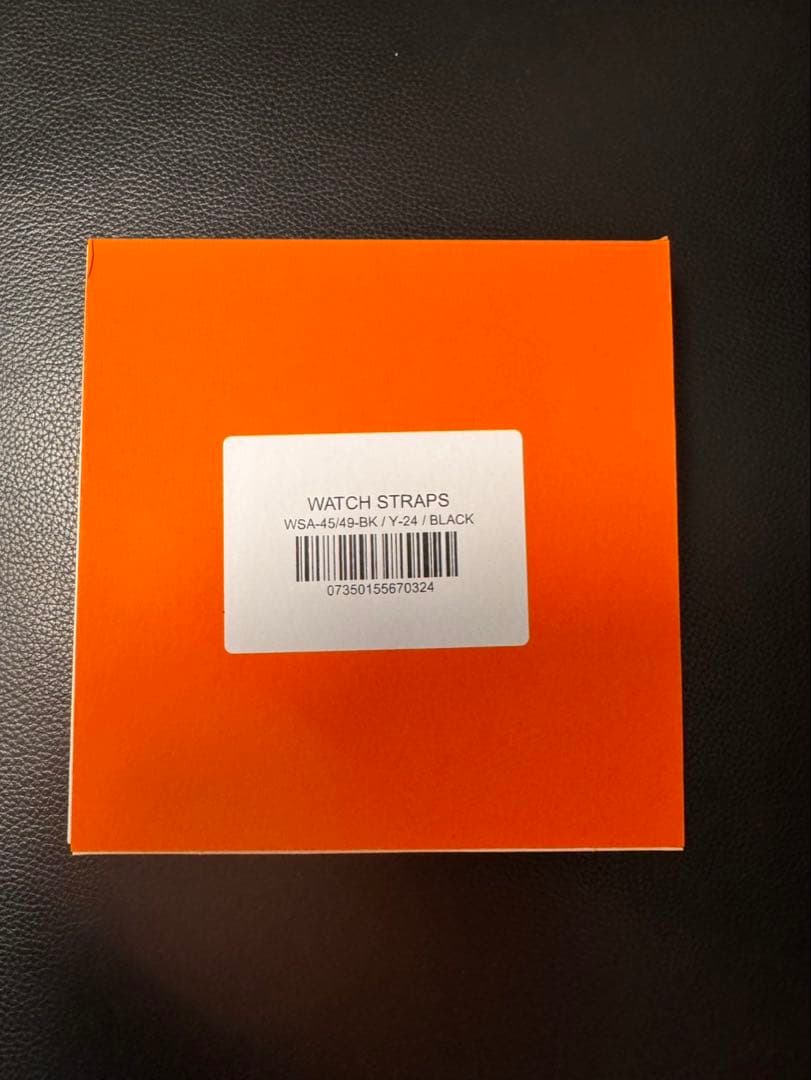 WATCH STRAPS
WSA-45/49-BK / Y-24 / BLACK
07350155670324